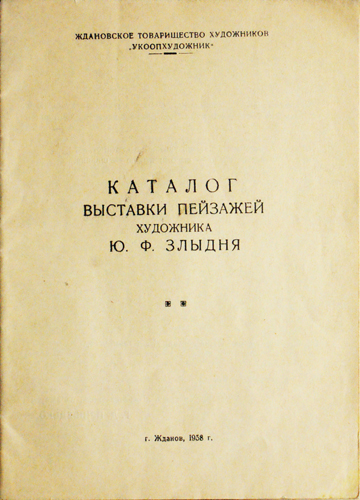 ЖДАНОВСКОЕ ТОВАРИЩЕСТВО ХУДОЖНИКОВ
„УКООПХУДОЖНИК“
КАТАЛОГ
ВЫСТАВКИ ПЕЙЗАЖЕЙ
ХУДОЖНИКА
Ю. Ф. ЗЛЫДНЯ
г. Жданов, 1958 г.